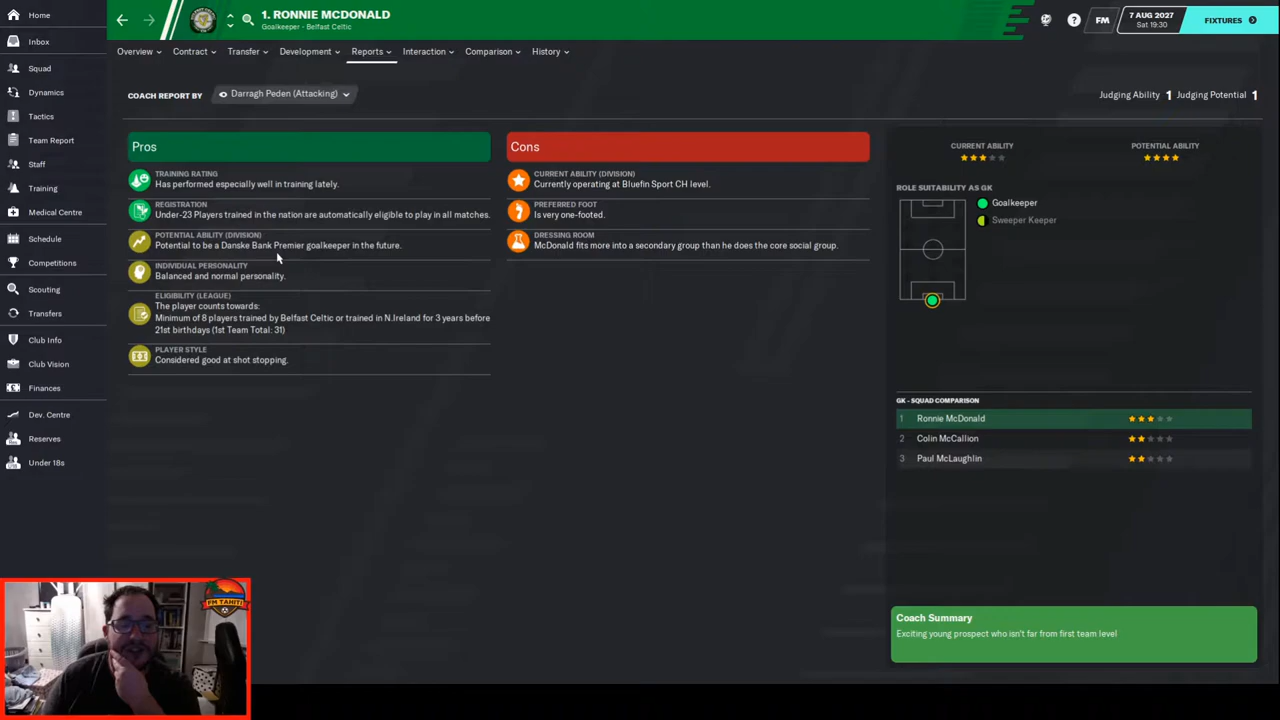 Home
Inbox
Squad
Dynamics
Tactics
Team Report
Staff
Training
Medical Centre
Schedule
Competitions
Scouting
Transfers
Club Info
Club Vision
Finances
Dev. Centre
Reserves
Under 18s
1. RONNIE MCDONALD
Goalkeeper - Belfast Celtic
FM
7 AUG 2027
Sat 19:30
FIXTURES
Overview
Contract
Transfer
Development
Reports
Interaction
Comparison
History
COACH REPORT BY
Darragh Peden (Attacking)
Judging Ability 1 Judging Potential 1
Pros
TRAINING RATING
Has performed especially well in training lately.
REGISTRATION
Under-23 Players trained in the nation are automatically eligible to play in all matches.
POTENTIAL ABILITY (DIVISION)
Potential to be a Danske Bank Premier goalkeeper in the future.
INDIVIDUAL PERSONALITY
Balanced and normal personality.
ELIGIBILITY (LEAGUE)
The player counts towards:
Minimum of 8 players trained by Belfast Celtic or trained in N.Ireland for 3 years before
21st birthdays (1st Team Total: 31)
PLAYER STYLE
Considered good at shot stopping.
Cons
CURRENT ABILITY (DIVISION)
Currently operating at Bluefin Sport CH level.
PREFERRED FOOT
Is very one-footed.
DRESSING ROOM
McDonald fits more into a secondary group than he does the core social group.
CURRENT ABILITY
POTENTIAL ABILITY
ROLE SUITABILITY AS GK
Goalkeeper
Sweeper Keeper
GK - SQUAD COMPARISON
1 Ronnie McDonald
2 Colin McCallion
3 Paul McLaughlin
Coach Summary
Exciting young prospect who isn't far from first team level
FM TAHITI